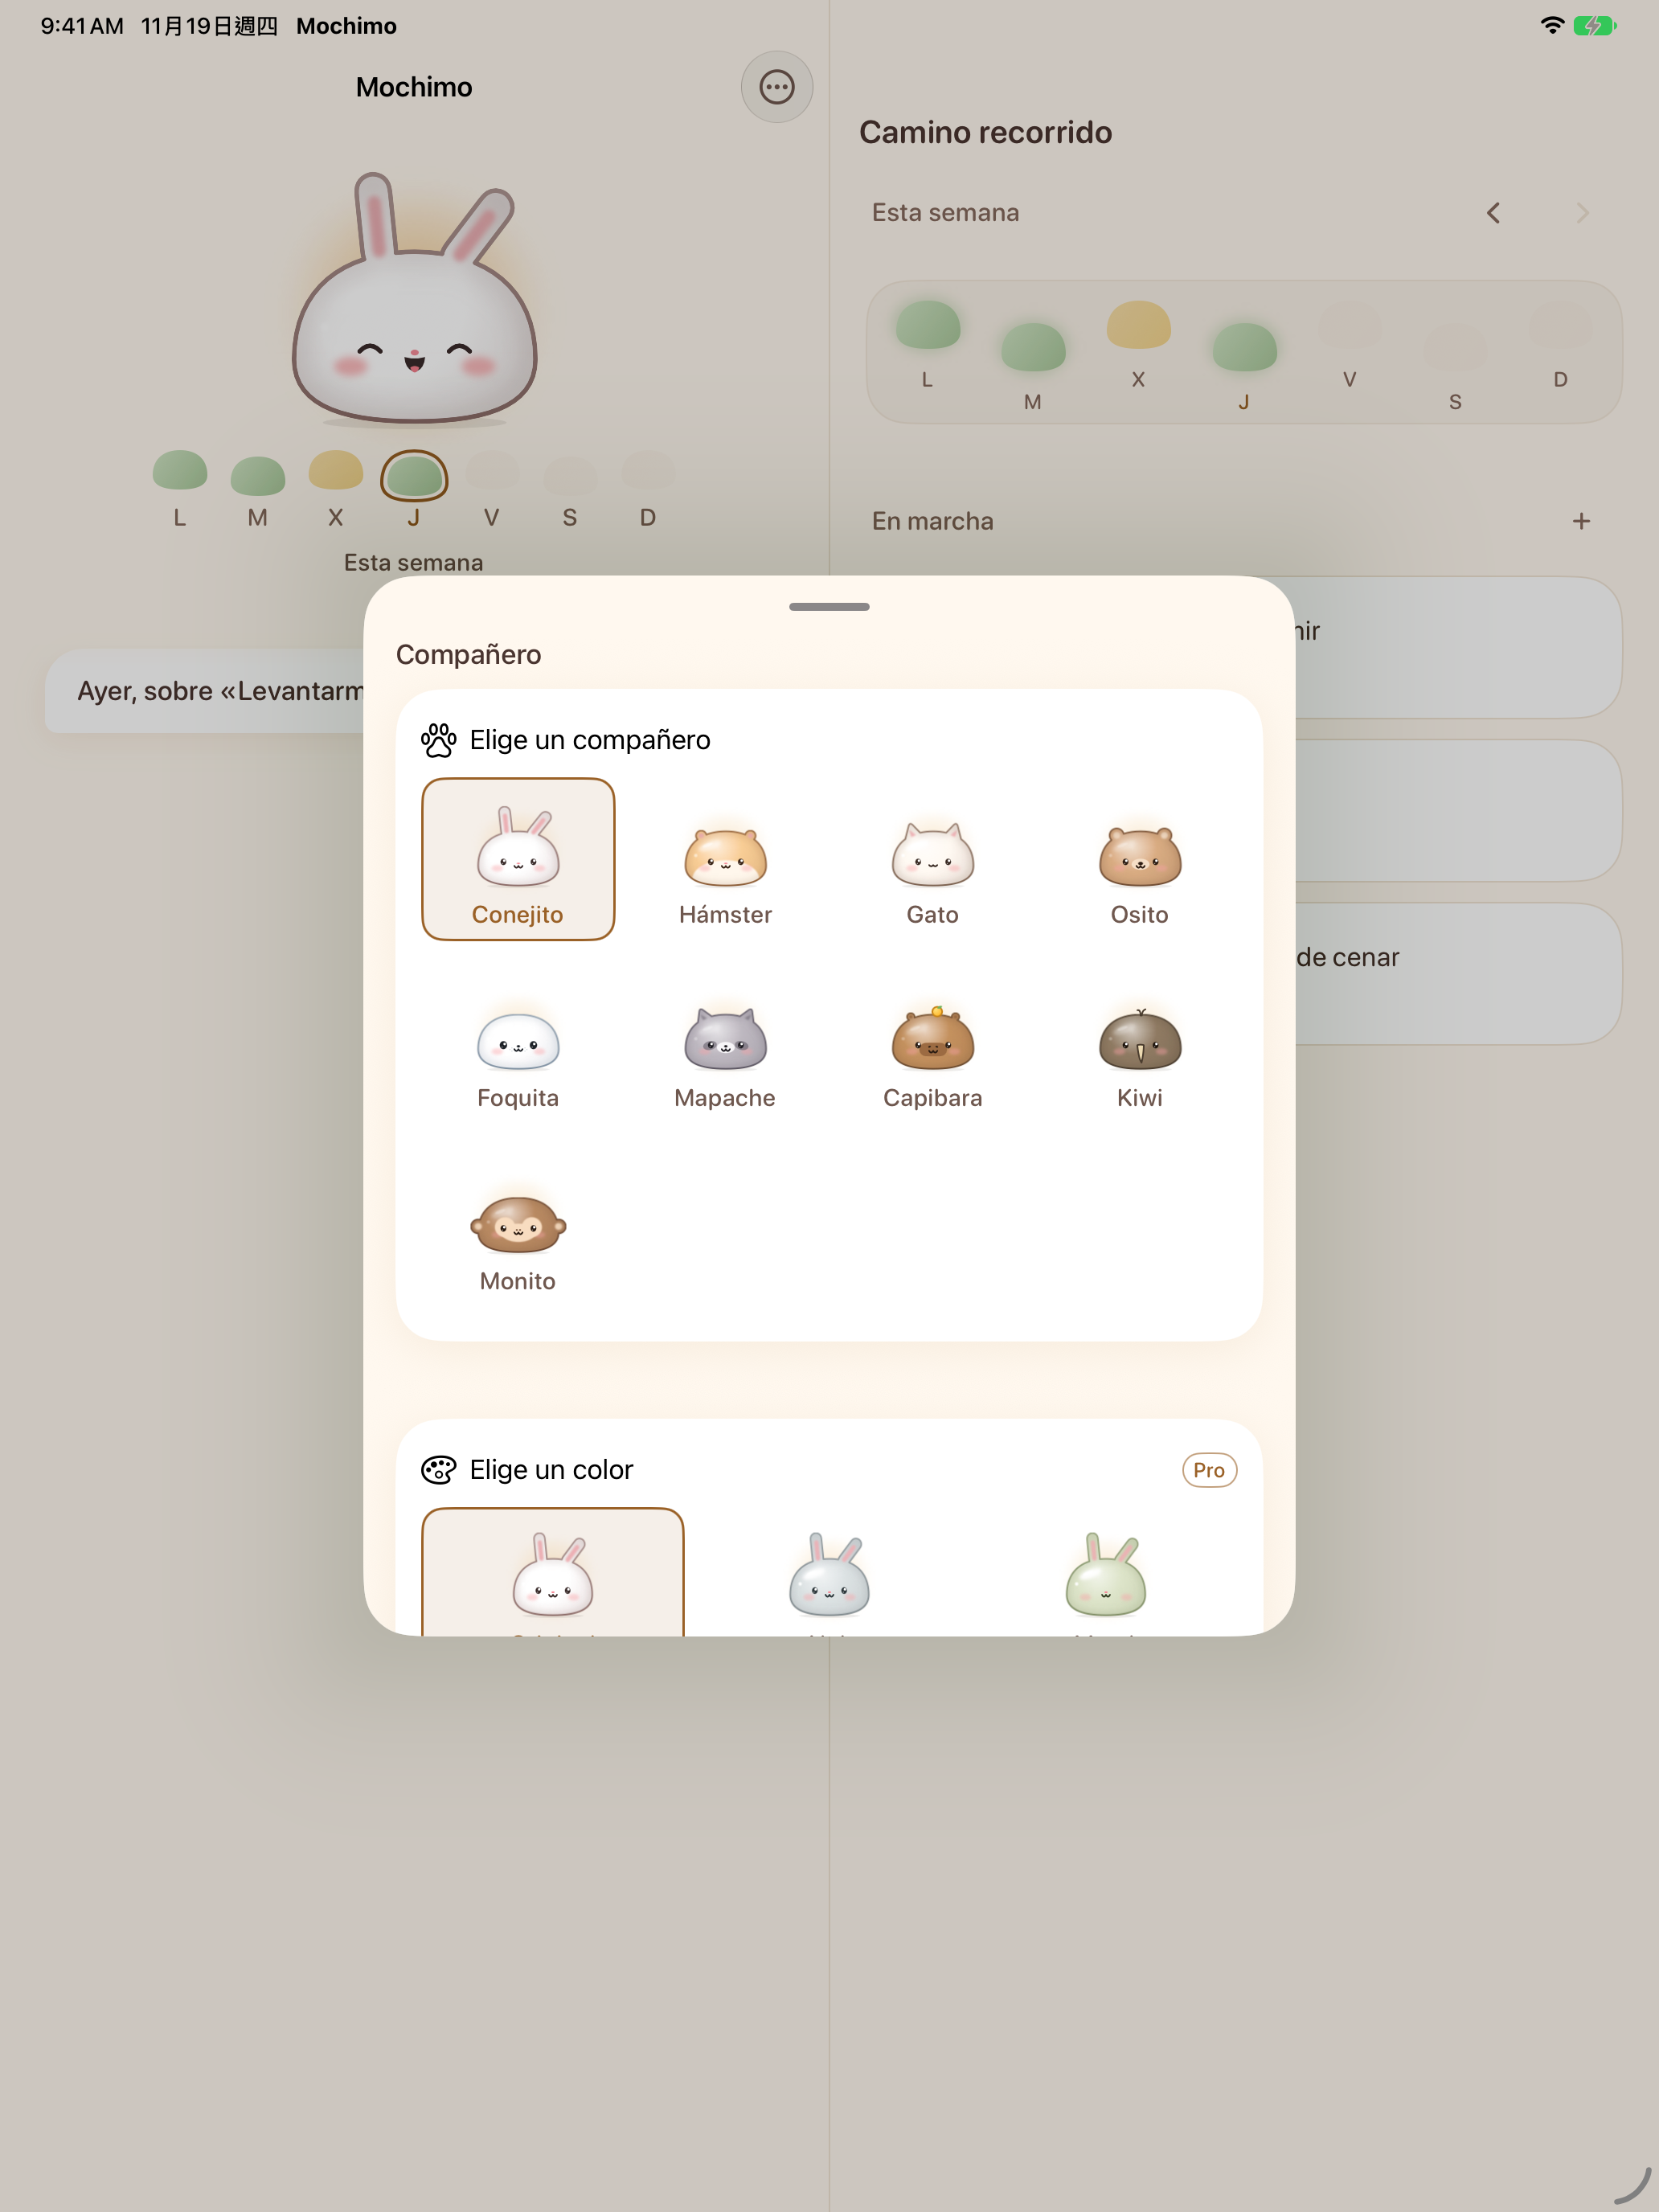 9:41 AM 11月19日週四 Mochimo
Mochimo
L M X J V S D
Esta semana
Ayer, sobre «Levantarm
Camino recorrido
Esta semana
L M X J V S D
En marcha
nir
de cenar
Compañero
Elige un compañero
Conejito Hámster Gato Osito
Foquita Mapache Capibara Kiwi
Monito
Elige un color Pro